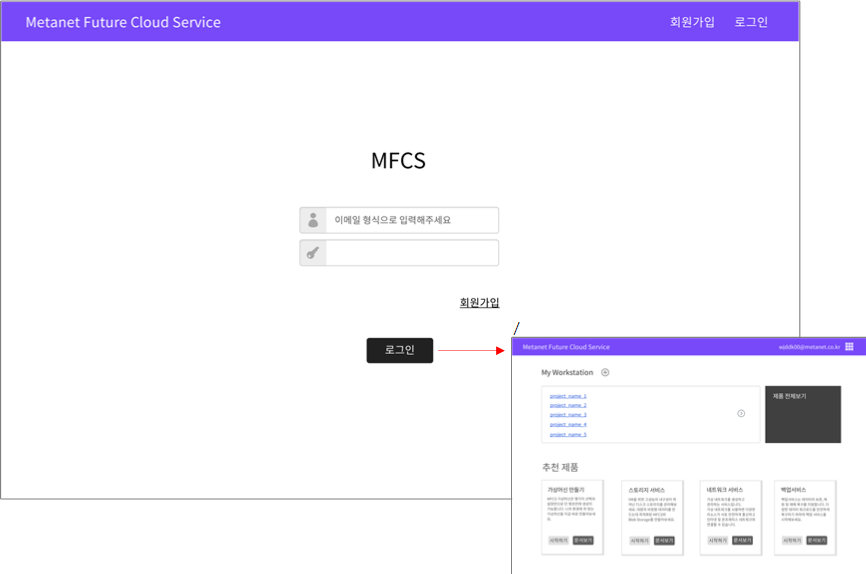 Metanet Future Cloud Service
회원가입 로그인
MFCS
이메일 형식으로 입력해주세요
회원가입
로그인
/
Metanet Future Cloud Service
wjddk00@metanet.co.kr
My Workstation
project_name_1
project_name_2
project_name_3
project_name_4
project_name_5
제품 전체보기
추천 제품
가상머신 만들기
시작하기 문서보기
스토리지 서비스
시작하기 문서보기
네트워크 서비스
시작하기 문서보기
백업서비스
시작하기 문서보기